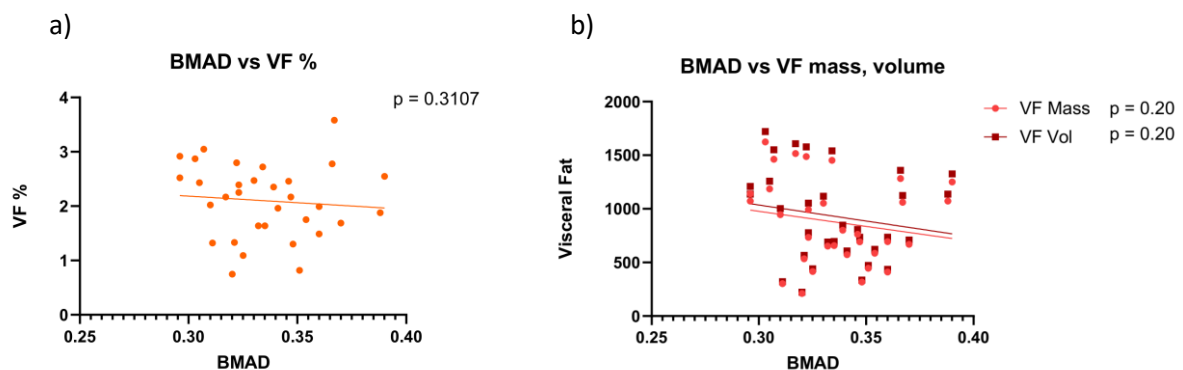 a)
BMAD vs VF %
p = 0.3107
4
3
2
1
0
VF %
0.25
0.30
0.35
0.40
BMAD
b)
BMAD vs VF mass, volume
VF Mass p = 0.20
VF Vol p = 0.20
2000
1500
1000
500
0
Visceral Fat
0.25
0.30
0.35
0.40
BMAD